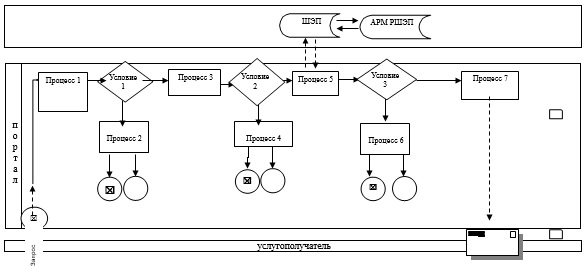 ШЭП
АРМ РШЭП
портал
Процесс 1
Условие
1
Процесс 3
Условие
2
Процесс 5
Условие
3
Процесс 7
Процесс 2
Процесс 4
Процесс 6
Запрос
услугополучатель